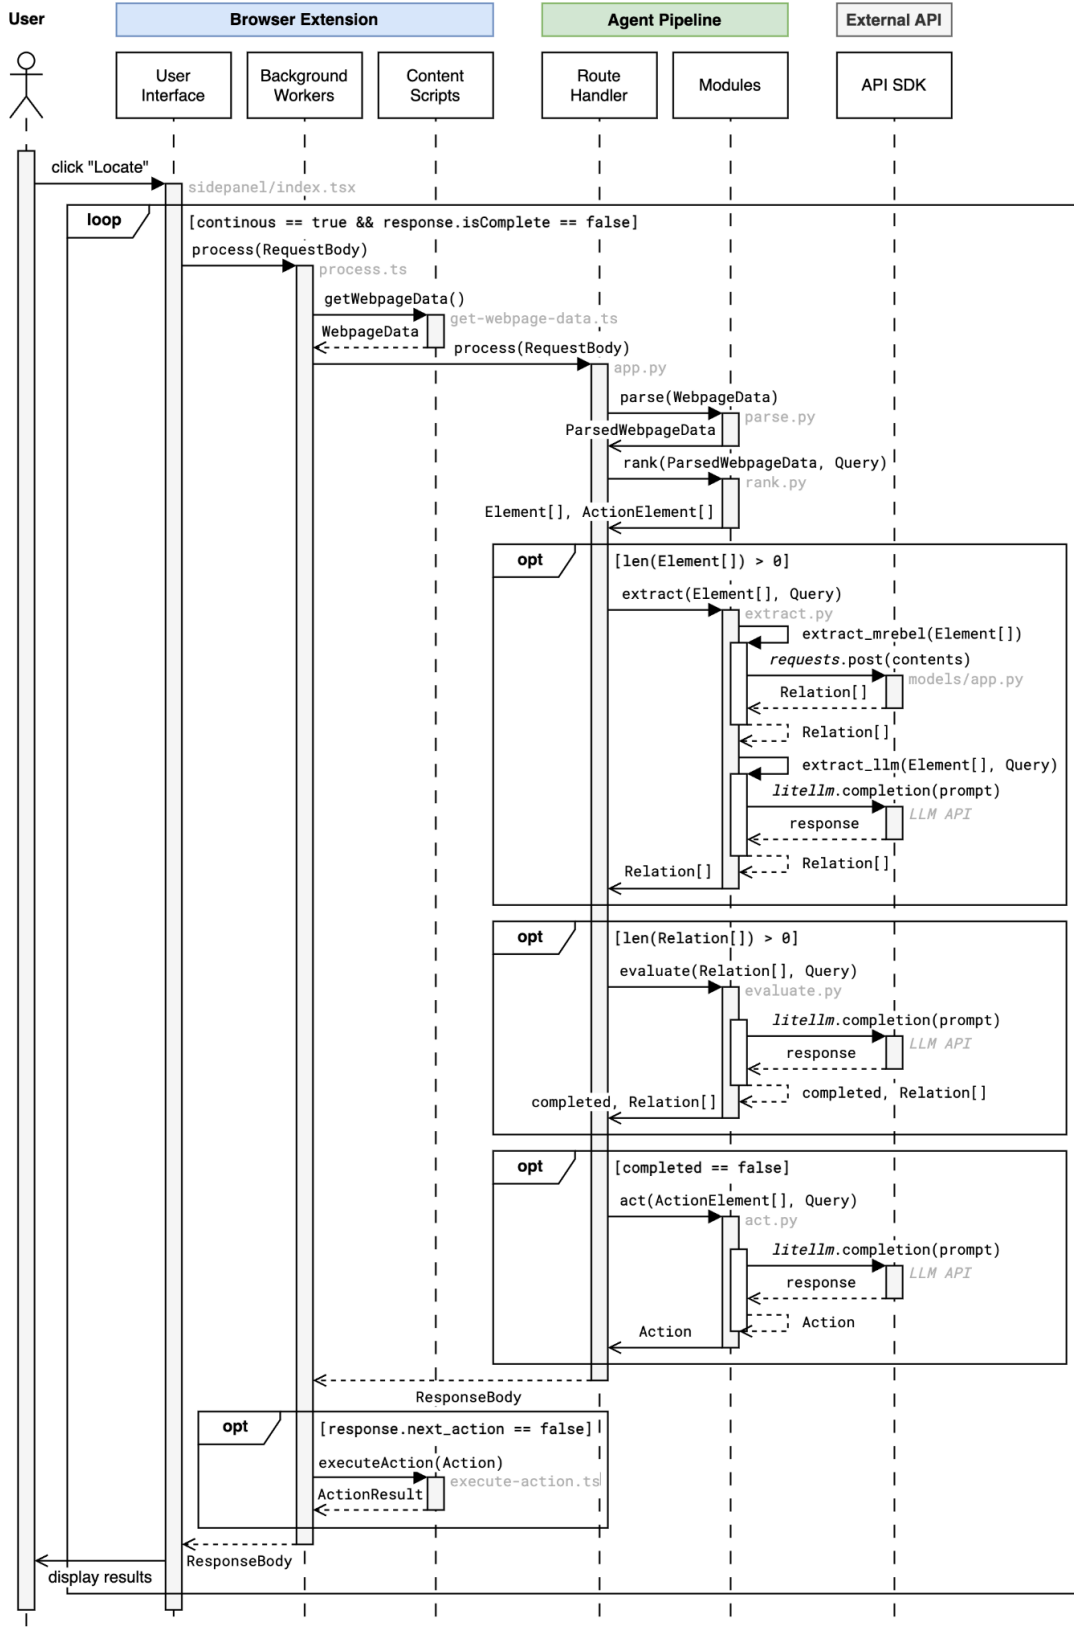 User
Browser Extension
Agent Pipeline
External API
User
Interface
Background
Workers
Content
Scripts
Route
Handler
Modules
API SDK
click "Locate"
sidepanel/index.tsx
loop
[continous == true && response.isComplete == false]
process(RequestBody)
process.ts
getWebpageData()
get-webpage-data.ts
WebpageData
process(RequestBody)
app.py
parse(WebpageData)
parse.py
ParsedWebpageData
rank(ParsedWebpageData, Query)
rank.py
Element[], ActionElement[]
opt
[len(Element[]) > 0]
extract(Element[], Query)
extract.py
extract_mrebel(Element[])
requests.post(contents)
models/app.py
Relation[]
Relation[]
extract_llm(Element[], Query)
litellm.completion(prompt)
LLM API
response
Relation[]
Relation[]
opt
[len(Relation[]) > 0]
evaluate(Relation[], Query)
evaluate.py
litellm.completion(prompt)
LLM API
response
completed, Relation[]
completed, Relation[]
opt
[completed == false]
act(ActionElement[], Query)
act.py
litellm.completion(prompt)
LLM API
response
Action
Action
ResponseBody
opt
[response.next_action == false]
executeAction(Action)
execute-action.ts
ActionResult
ResponseBody
display results